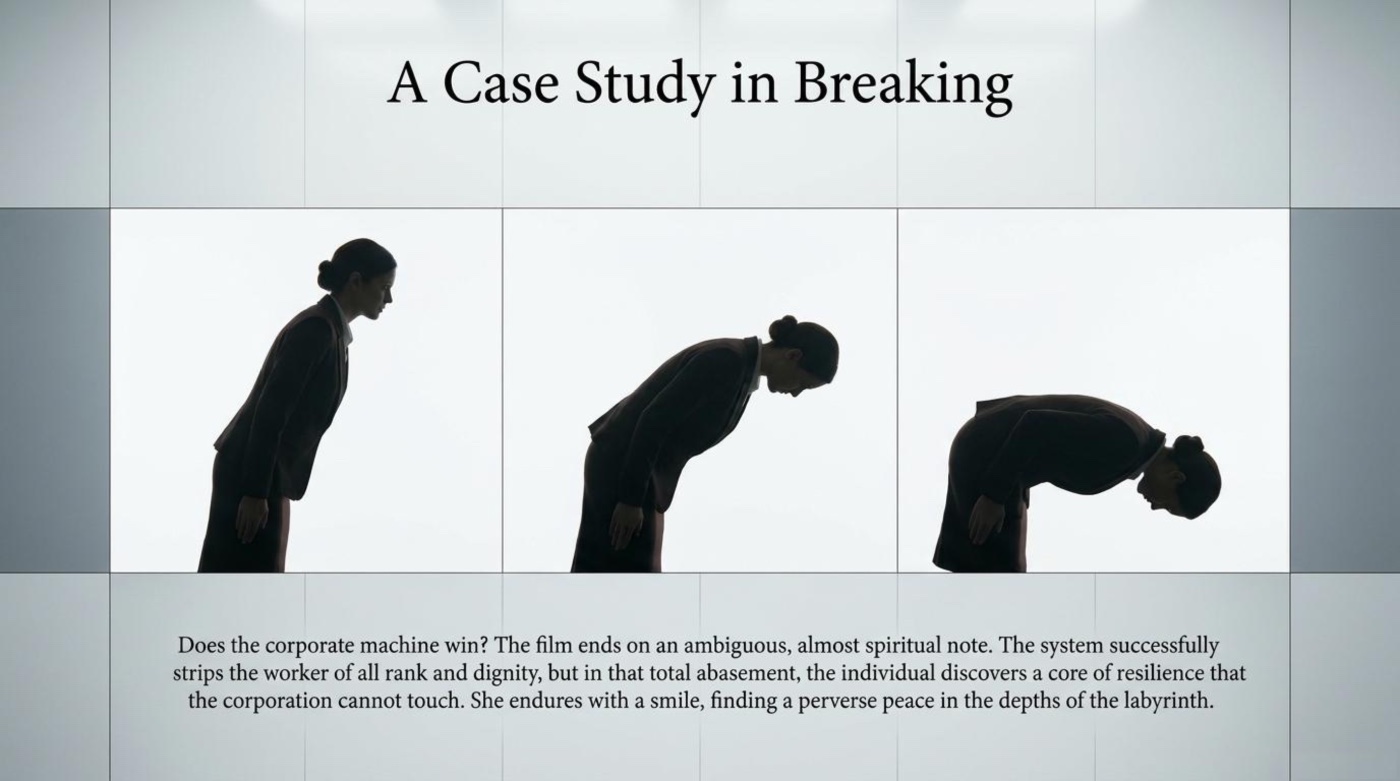 A Case Study in Breaking
Does the corporate machine win? The film ends on an ambiguous, almost spiritual note. The system successfully
strips the worker of all rank and dignity, but in that total abasement, the individual discovers a core of resilience that
the corporation cannot touch. She endures with a smile, finding a perverse peace in the depths of the labyrinth.